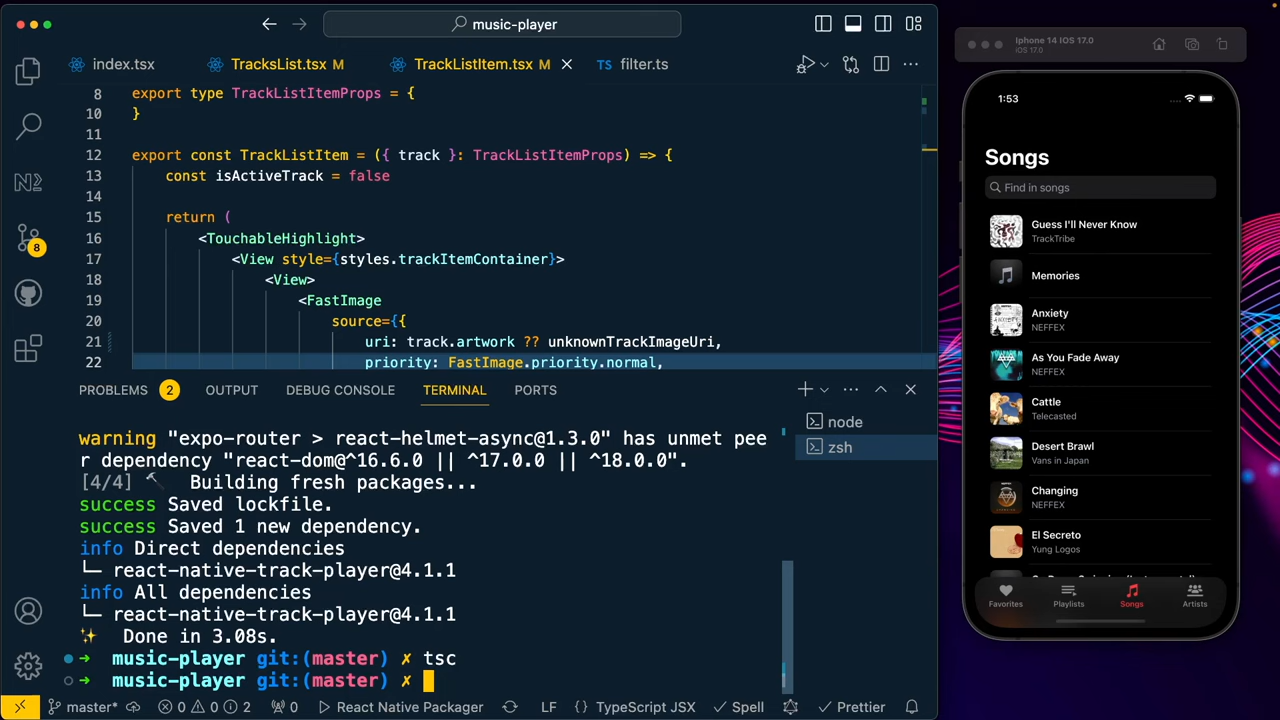 music-player
index.tsx
TracksList.tsx M
TrackListItem.tsx M
TS filter.ts
8 export type TrackListItemProps = {
10 }
11
12 export const TrackListItem = ({ track }: TrackListItemProps) => {
13 const isActiveTrack = false
14
15 return (
16 <TouchableHighlight>
17 <View style={styles.trackItemContainer}>
18 <View>
19 <FastImage
20 source={{
21 uri: track.artwork ?? unknownTrackImageUri,
22 priority: FastImage.priority.normal,
8
PROBLEMS 2 OUTPUT DEBUG CONSOLE TERMINAL PORTS
node
zsh
warning "expo-router > react-helmet-async@1.3.0" has unmet pee
r dependency "react-dom@^16.6.0 || ^17.0.0 || ^18.0.0".
[4/4] Building fresh packages...
success Saved lockfile.
success Saved 1 new dependency.
info Direct dependencies
└─ react-native-track-player@4.1.1
info All dependencies
└─ react-native-track-player@4.1.1
Done in 3.08s.
➜ music-player git:(master) ✗ tsc
➜ music-player git:(master) ✗
master* 0 0 2 0 React Native Packager LF {} TypeScript JSX Spell Prettier
Iphone 14 IOS 17.0
iOS 17.0
1:53
Songs
Find in songs
Guess I'll Never Know
TrackTribe
Memories
Anxiety
NEFFEX
As You Fade Away
NEFFEX
Cattle
Telecasted
Desert Brawl
Vans in Japan
Changing
NEFFEX
El Secreto
Yung Logos
Favorites Playlists Songs Artists